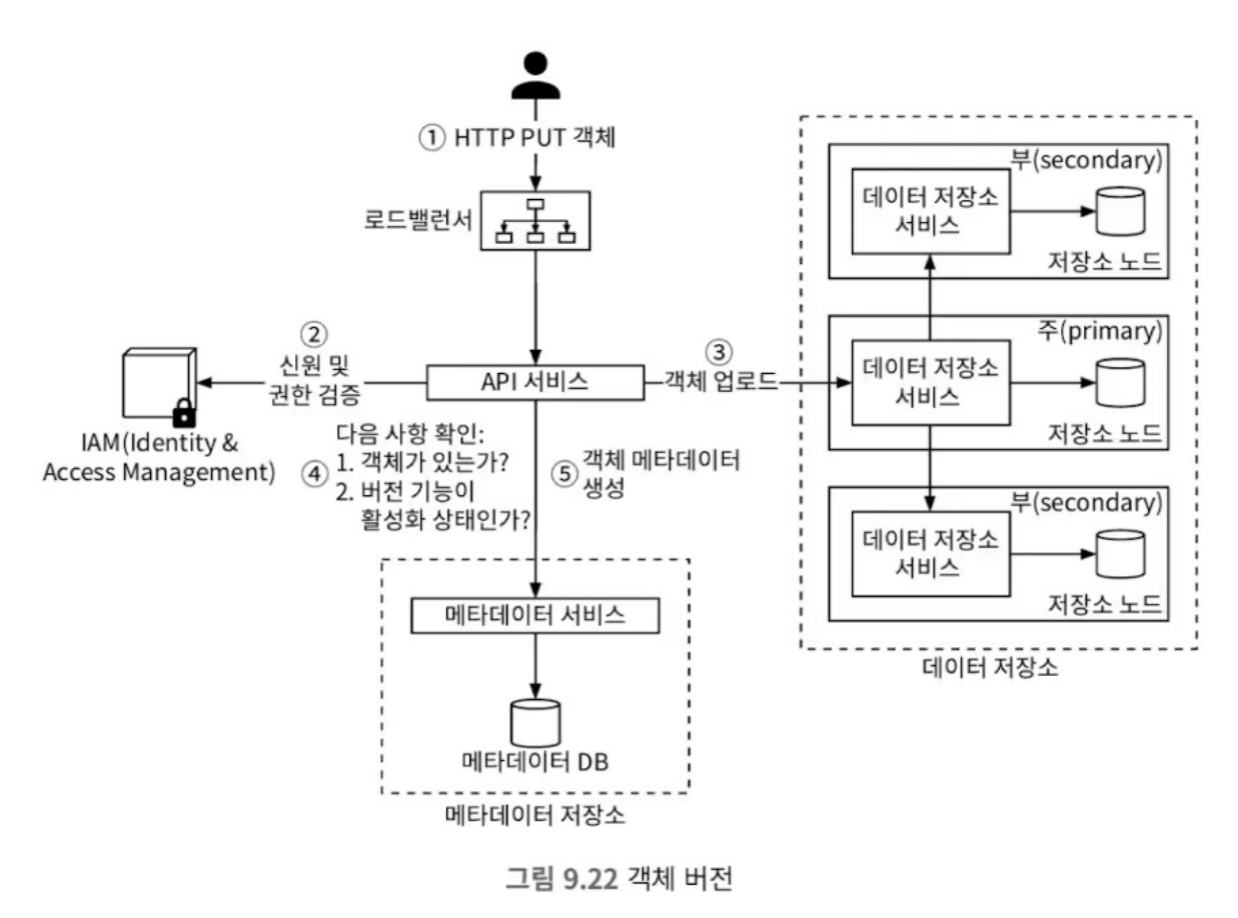 ① HTTP PUT 객체
로드밸런서
②
신원 및
권한 검증
IAM(Identity &
Access Management)
API 서비스
③
객체 업로드
다음 사항 확인:
④ 1. 객체가 있는가?
2. 버전 기능이
활성화 상태인가?
⑤ 객체 메타데이터
생성
메타데이터 서비스
메타데이터 DB
메타데이터 저장소
부(secondary)
데이터 저장소
서비스
저장소 노드
주(primary)
데이터 저장소
서비스
저장소 노드
부(secondary)
데이터 저장소
서비스
저장소 노드
데이터 저장소
그림 9.22 객체 버전